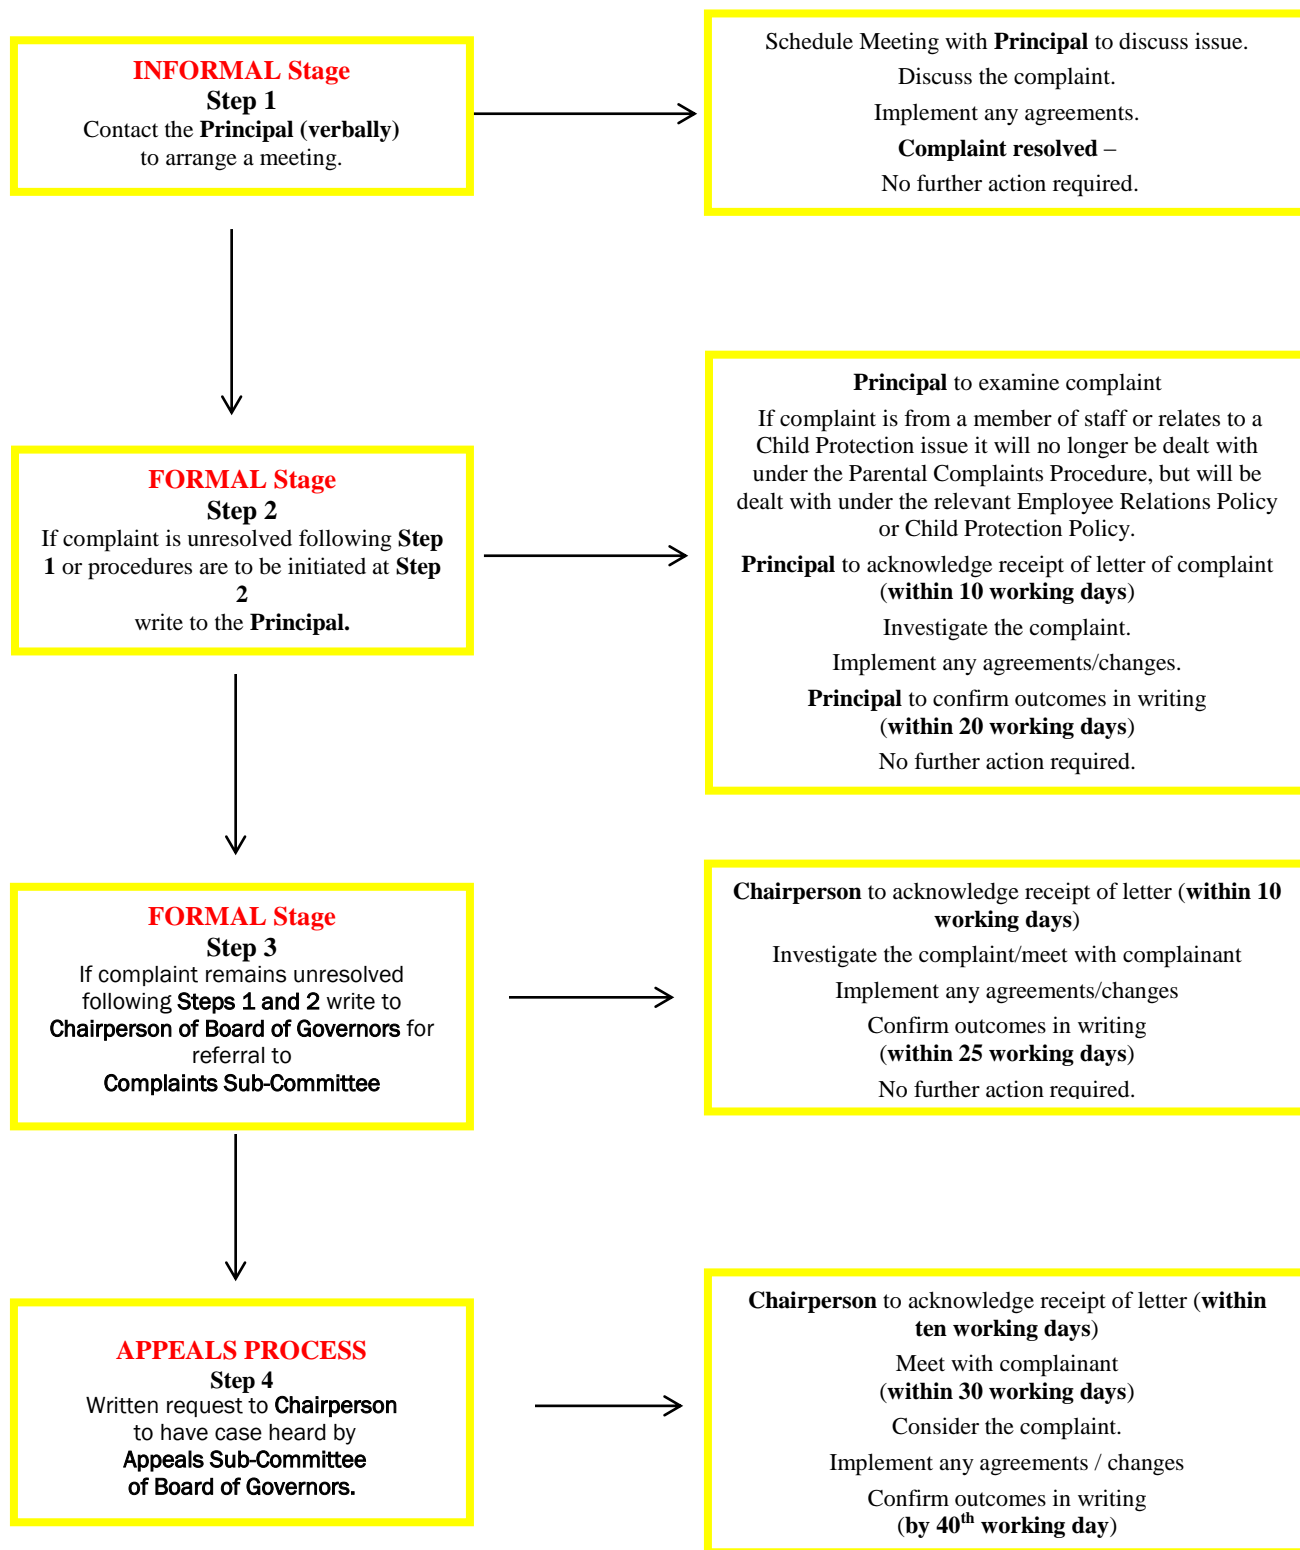 INFORMAL Stage
Step 1
Contact the Principal (verbally)
to arrange a meeting.
Schedule Meeting with Principal to discuss issue.
Discuss the complaint.
Implement any agreements.
Complaint resolved –
No further action required.
FORMAL Stage
Step 2
If complaint is unresolved following Step
1 or procedures are to be initiated at Step
2
write to the Principal.
Principal to examine complaint
If complaint is from a member of staff or relates to a
Child Protection issue it will no longer be dealt with
under the Parental Complaints Procedure, but will be
dealt with under the relevant Employee Relations Policy
or Child Protection Policy.
Principal to acknowledge receipt of letter of complaint
(within 10 working days)
Investigate the complaint.
Implement any agreements/changes.
Principal to confirm outcomes in writing
(within 20 working days)
No further action required.
FORMAL Stage
Step 3
If complaint remains unresolved
following Steps 1 and 2 write to
Chairperson of Board of Governors for
referral to
Complaints Sub-Committee
Chairperson to acknowledge receipt of letter (within 10
working days)
Investigate the complaint/meet with complainant
Implement any agreements/changes
Confirm outcomes in writing
(within 25 working days)
No further action required.
APPEALS PROCESS
Step 4
Written request to Chairperson
to have case heard by
Appeals Sub-Committee
of Board of Governors.
Chairperson to acknowledge receipt of letter (within
ten working days)
Meet with complainant
(within 30 working days)
Consider the complaint.
Implement any agreements / changes
Confirm outcomes in writing
(by 40th working day)